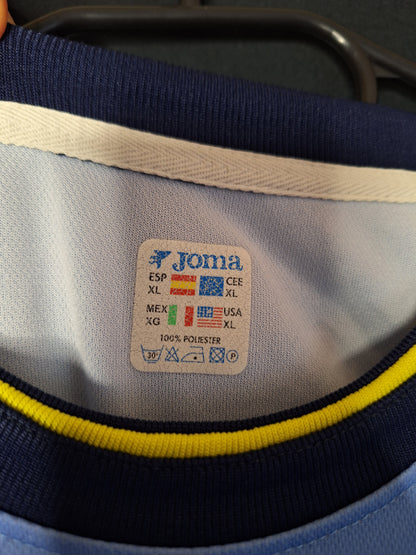 Joma
ESP CEE
XL XL
MEX USA
XG XL
100% POLIESTER
30° P